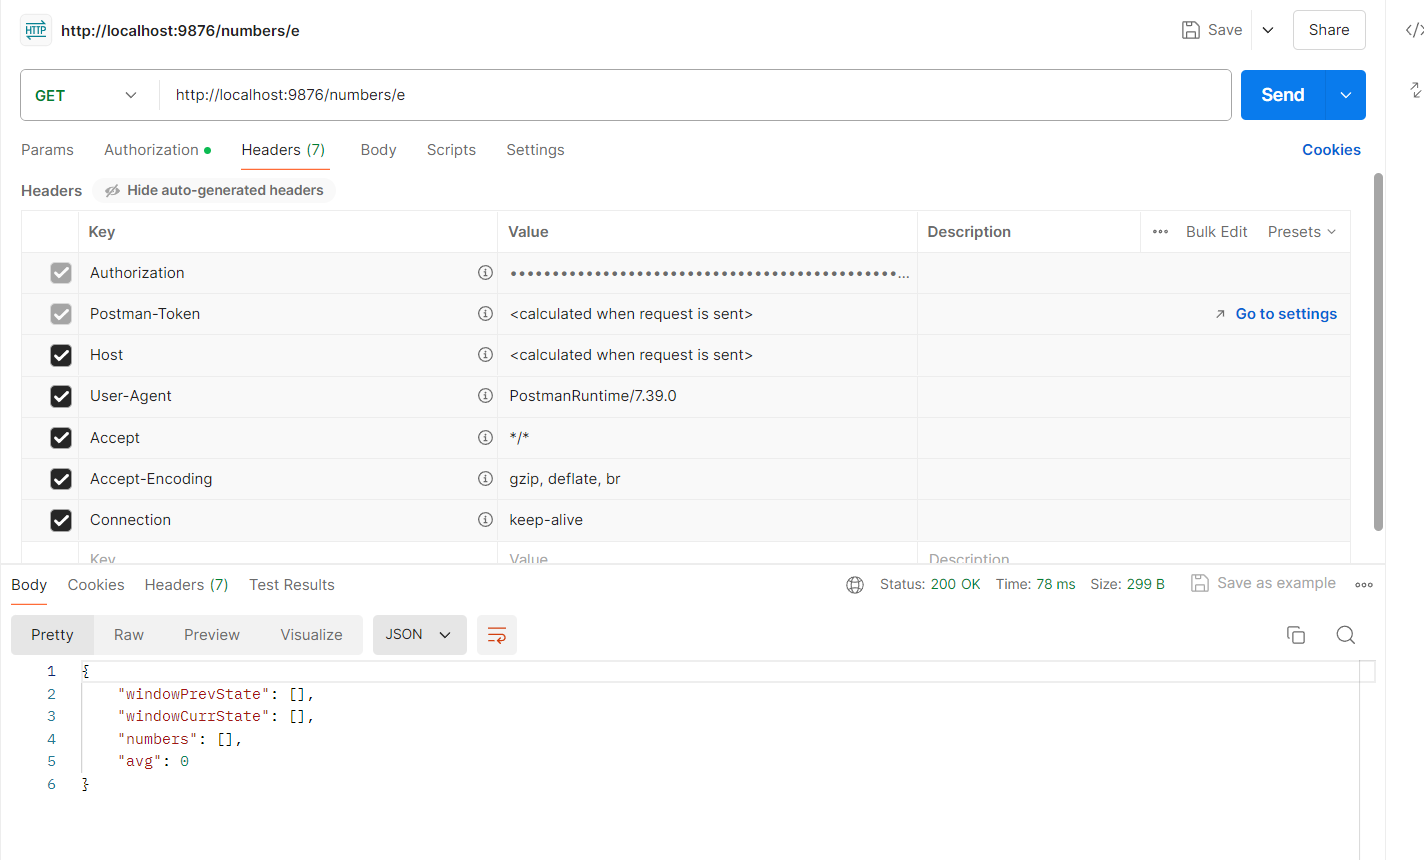 HTTP http://localhost:9876/numbers/e Save Share
GET http://localhost:9876/numbers/e Send
Params Authorization Headers (7) Body Scripts Settings Cookies
Headers Hide auto-generated headers
Key Value Description ••• Bulk Edit Presets
Authorization ••••••••••••••••••••••••••••••••••••••••••••••...
Postman-Token <calculated when request is sent> Go to settings
Host <calculated when request is sent>
User-Agent PostmanRuntime/7.39.0
Accept */*
Accept-Encoding gzip, deflate, br
Connection keep-alive
Key Value Description
Body Cookies Headers (7) Test Results Status: 200 OK Time: 78 ms Size: 299 B Save as example
Pretty Raw Preview Visualize JSON
1 {
2 "windowPrevState": [],
3 "windowCurrState": [],
4 "numbers": [],
5 "avg": 0
6 }